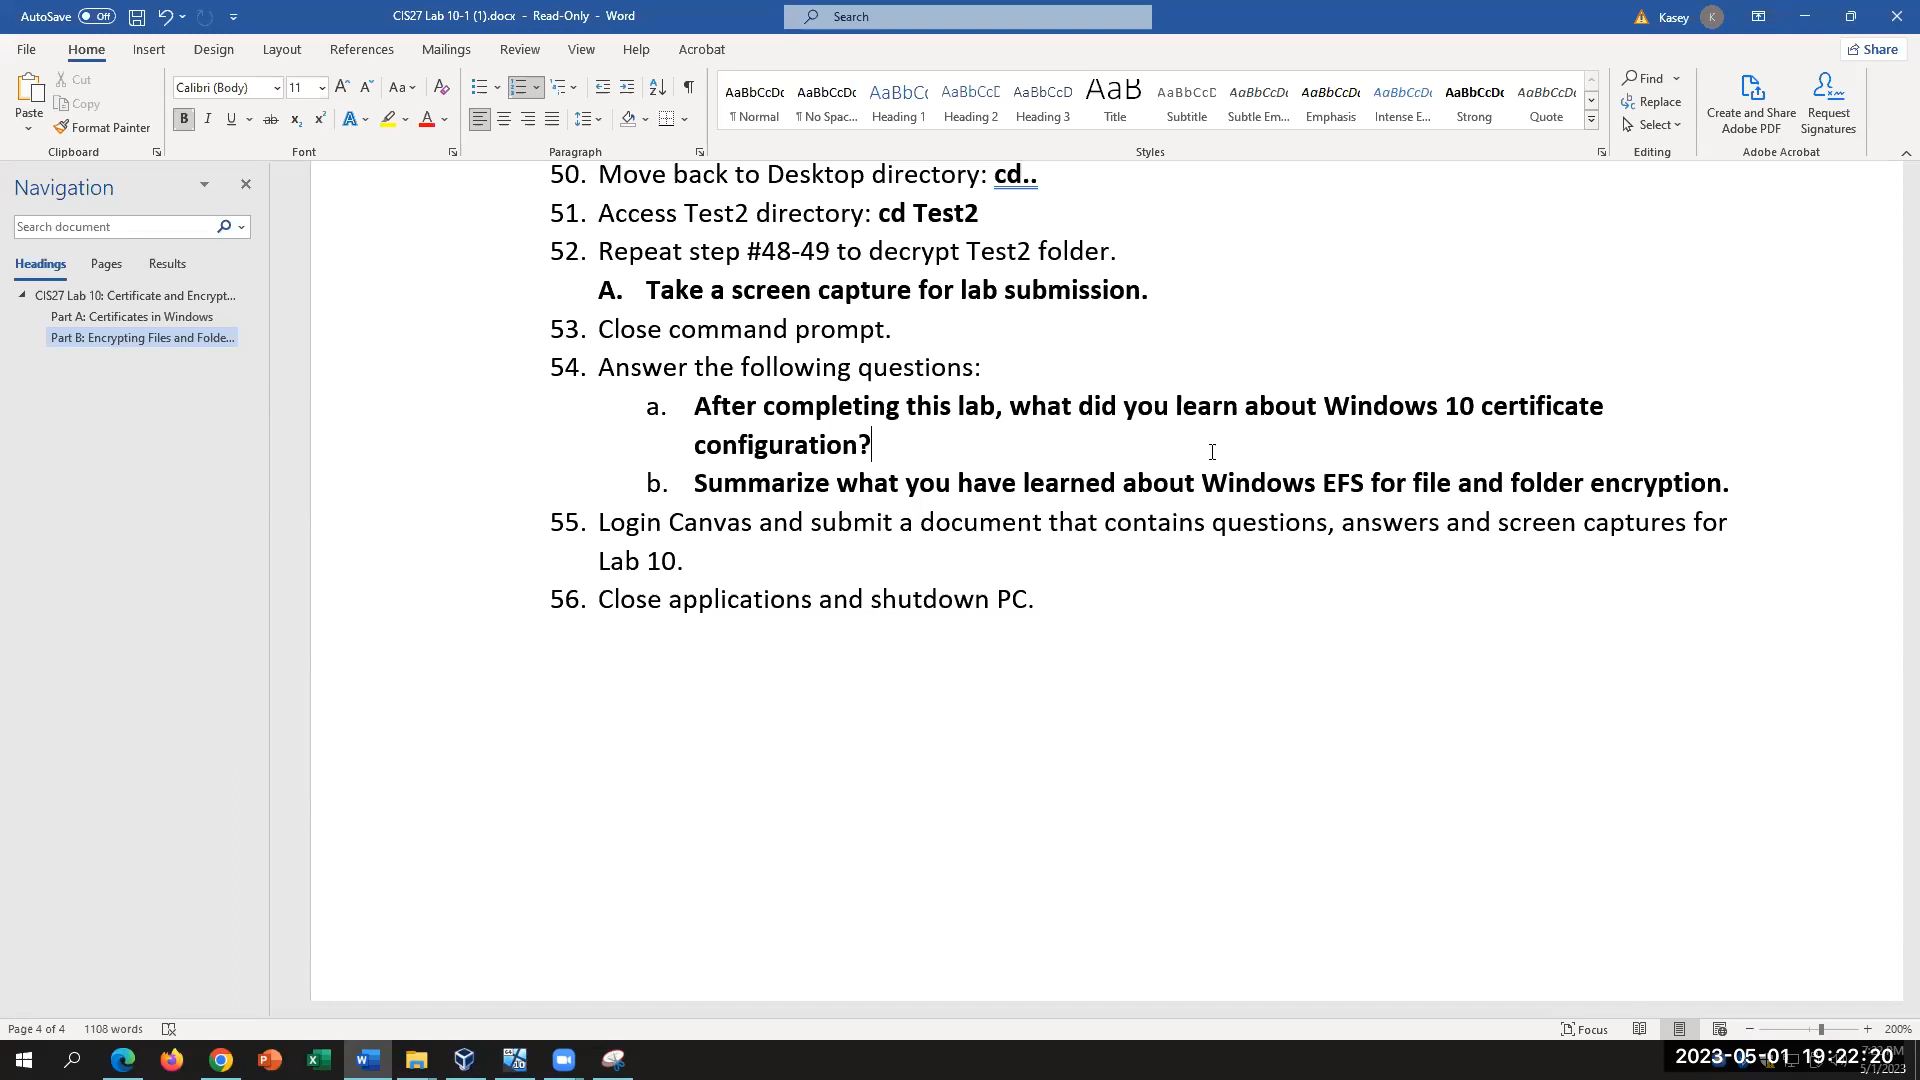 AutoSave Off CIS27 Lab 10-1 (1).docx - Read-Only - Word Search Kasey K
File Home Insert Design Layout References Mailings Review View Help Acrobat Share
Paste Cut Copy Format Painter Clipboard
Calibri (Body) 11 Font
Paragraph
AaBbCcDc AaBbCcDc AaBbC( AaBbCcD AaBbCcDc AaB AaBbCcD AaBbCcDc AaBbCcDc AaBbCcDc AaBbCcDc AaBbCcDc
¶ Normal ¶ No Spac... Heading 1 Heading 2 Heading 3 Title Subtitle Subtle Em... Emphasis Intense E... Strong Quote
Styles
Find Replace Select Editing
Create and Share Adobe PDF Request Signatures Adobe Acrobat
Navigation
Search document
Headings Pages Results
CIS27 Lab 10: Certificate and Encrypt...
Part A: Certificates in Windows
Part B: Encrypting Files and Folde...
50. Move back to Desktop directory: cd..
51. Access Test2 directory: cd Test2
52. Repeat step #48-49 to decrypt Test2 folder.
A. Take a screen capture for lab submission.
53. Close command prompt.
54. Answer the following questions:
a. After completing this lab, what did you learn about Windows 10 certificate
configuration?
b. Summarize what you have learned about Windows EFS for file and folder encryption.
55. Login Canvas and submit a document that contains questions, answers and screen captures for
Lab 10.
56. Close applications and shutdown PC.
Page 4 of 4 1108 words Focus 200%
2023-05-01 19:22:20
5/1/2023